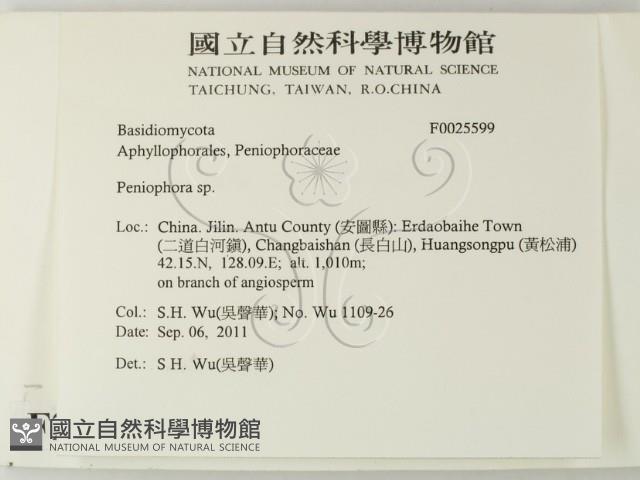 國立自然科學博物館
NATIONAL MUSEUM OF NATURAL SCIENCE
TAICHUNG, TAIWAN, R.O.CHINA
Basidiomycota F0025599
Aphyllophorales, Peniophoraceae
Peniophora sp.
Loc.: China. Jilin. Antu County (安圖縣): Erdaobaihe Town
(二道白河鎮), Changbaishan (長白山), Huangsongpu (黃松浦)
42.15.N, 128.09.E; alt. 1,010m;
on branch of angiosperm
Col.: S.H. Wu(吳聲華); No. Wu 1109-26
Date: Sep. 06, 2011
Det.: S H. Wu(吳聲華)
國立自然科學博物館
NATIONAL MUSEUM OF NATURAL SCIENCE